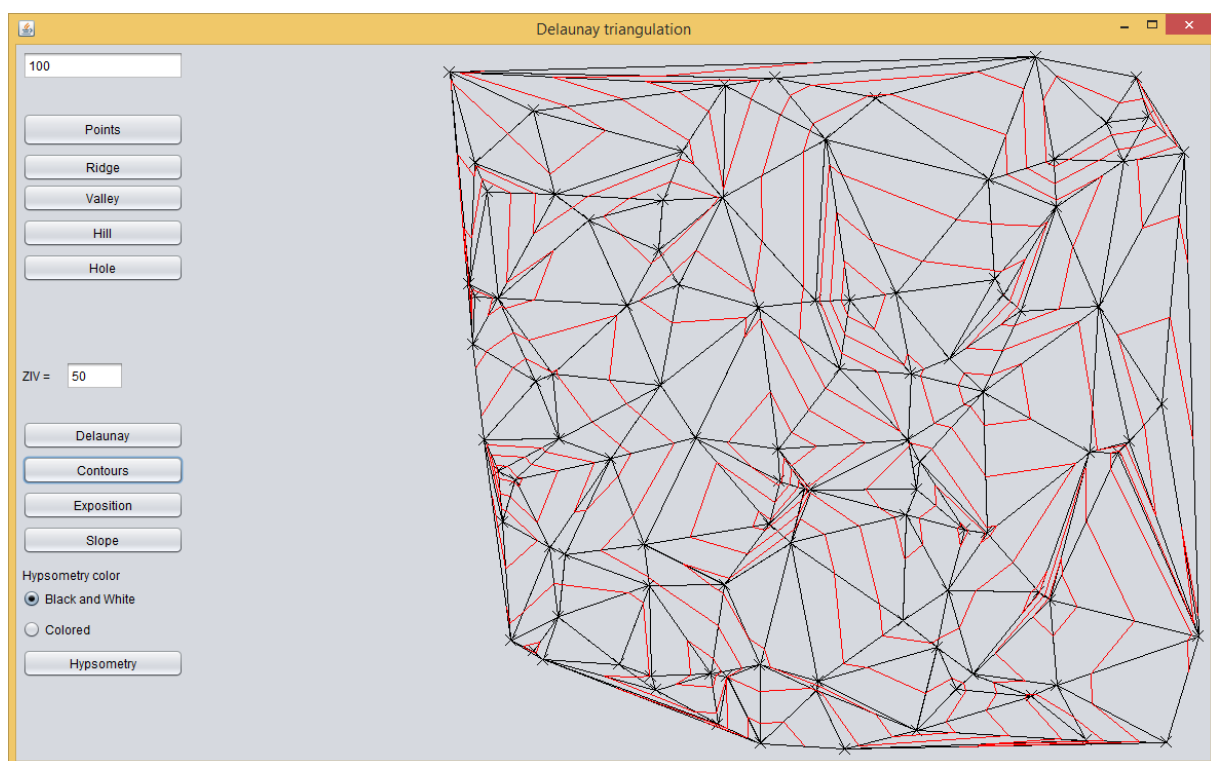 Delaunay triangulation
100
Points
Ridge
Valley
Hill
Hole
ZIV = 50
Delaunay
Contours
Exposition
Slope
Hypsometry color
Black and White
Colored
Hypsometry